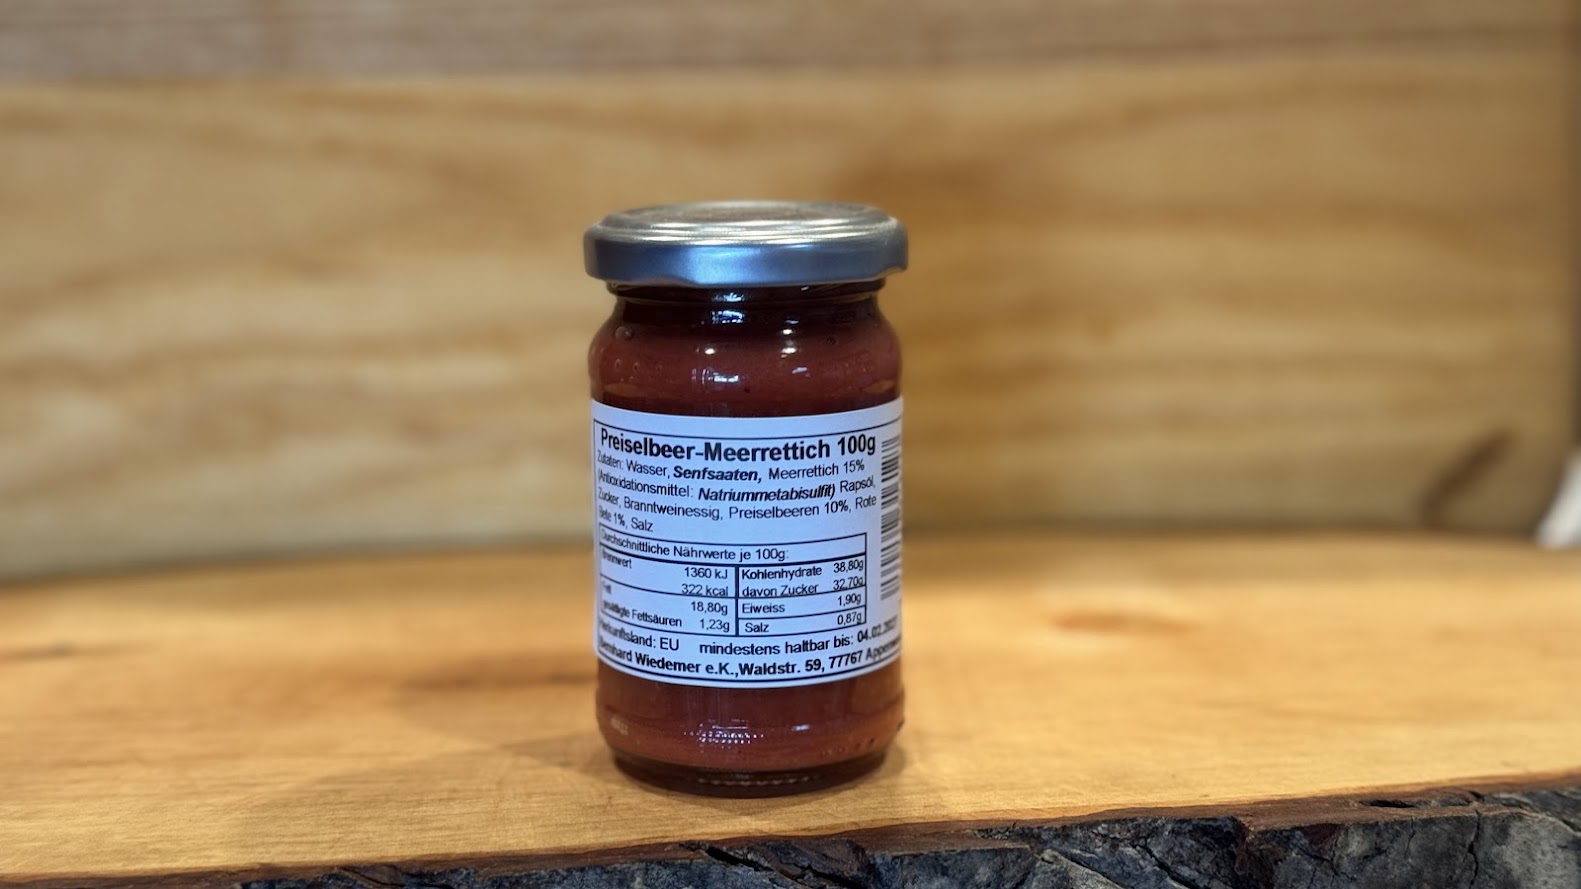 Preiselbeer-Meerrettich 100g
Zutaten: Wasser, Senfsaaten, Meerrettich 15%
(Antioxidationsmittel: Natriummetabisulfit) Rapsöl,
Zucker, Branntweinessig, Preiselbeeren 10%, Rote
Bete 1%, Salz
Durchschnittliche Nährwerte je 100g:
Brennwert 1360 kJ Kohlenhydrate 38,80g
322 kcal davon Zucker 32,70g
Fett 18,80g Eiweiss 1,90g
gesättigte Fettsäuren 1,23g Salz 0,87g
Herkunftsland: EU mindestens haltbar bis: 04.02.
Bernhard Wiedemer e.K.,Waldstr. 59, 77767